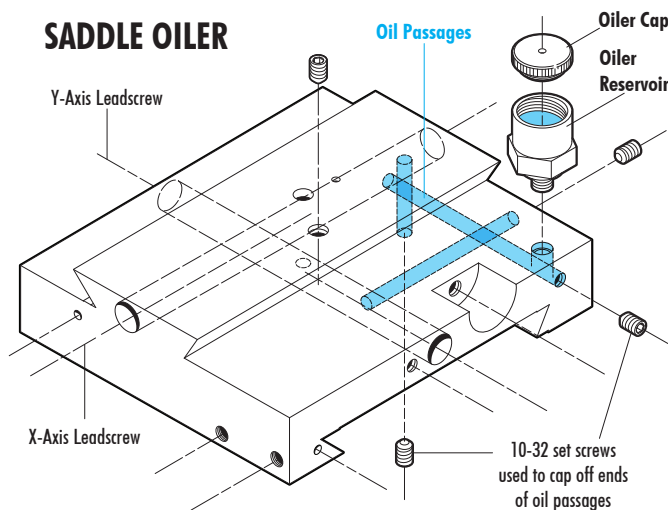 SADDLE OILER
Oil Passages
Oiler Cap
Oiler
Reservoir
Y-Axis Leadscrew
X-Axis Leadscrew
10-32 set screws
used to cap off ends
of oil passages